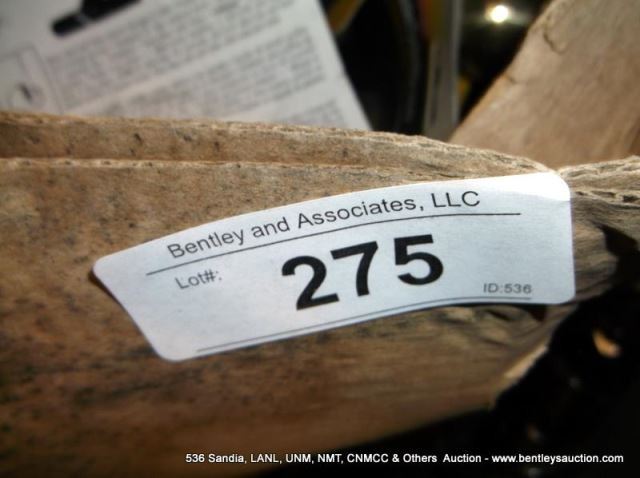 Bentley and Associates, LLC
Lot#:
275
ID:536
536 Sandia, LANL, UNM, NMT, CNMCC & Others Auction - www.bentleysauction.com